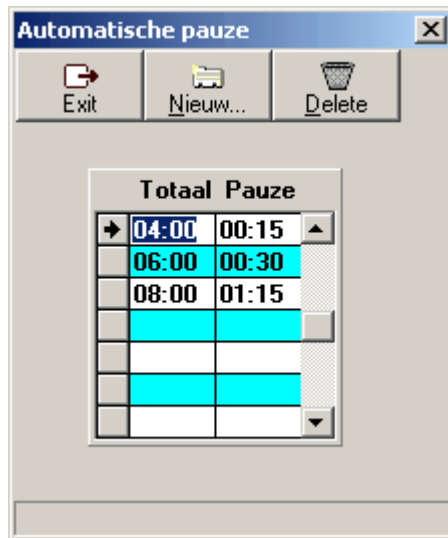 Automatische pauze
Exit Nieuw... Delete
Totaal Pauze
04:00 00:15
06:00 00:30
08:00 01:15